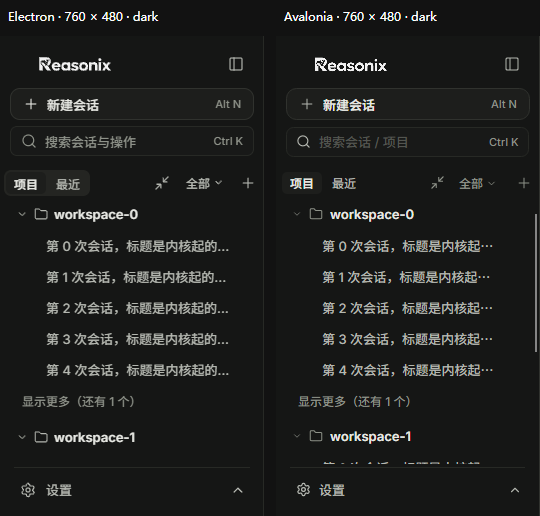 Electron · 760 × 480 · dark
Reasonix
新建会话 Alt N
搜索会话与操作 Ctrl K
项目 最近 全部
workspace-0
第 0 次会话，标题是内核起的...
第 1 次会话，标题是内核起的...
第 2 次会话，标题是内核起的...
第 3 次会话，标题是内核起的...
第 4 次会话，标题是内核起的...
显示更多（还有 1 个）
workspace-1
设置
Avalonia · 760 × 480 · dark
Reasonix
新建会话 Alt N
搜索会话 / 项目 Ctrl K
项目 最近 全部
workspace-0
第 0 次会话，标题是内核起…
第 1 次会话，标题是内核起…
第 2 次会话，标题是内核起…
第 3 次会话，标题是内核起…
第 4 次会话，标题是内核起…
显示更多（还有 1 个）
workspace-1
设置